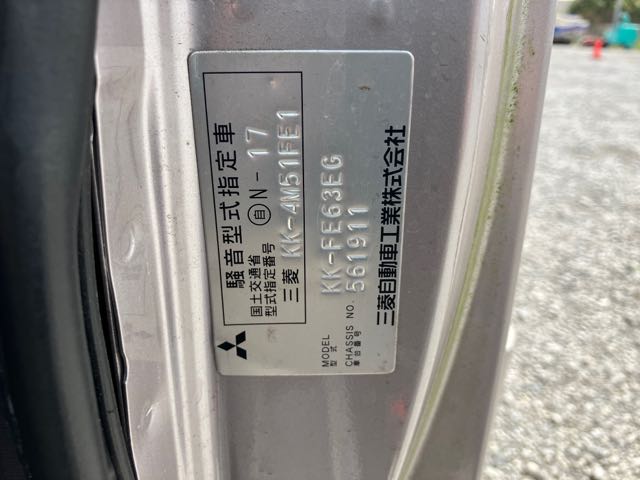 騒音型式指定車
国土交通省
型式指定番号 自N-17
三菱 KK-4M51FE1
MODEL
型式 KK-FE63EG
CHASSIS NO.
車台番号 561911
三菱自動車工業株式会社